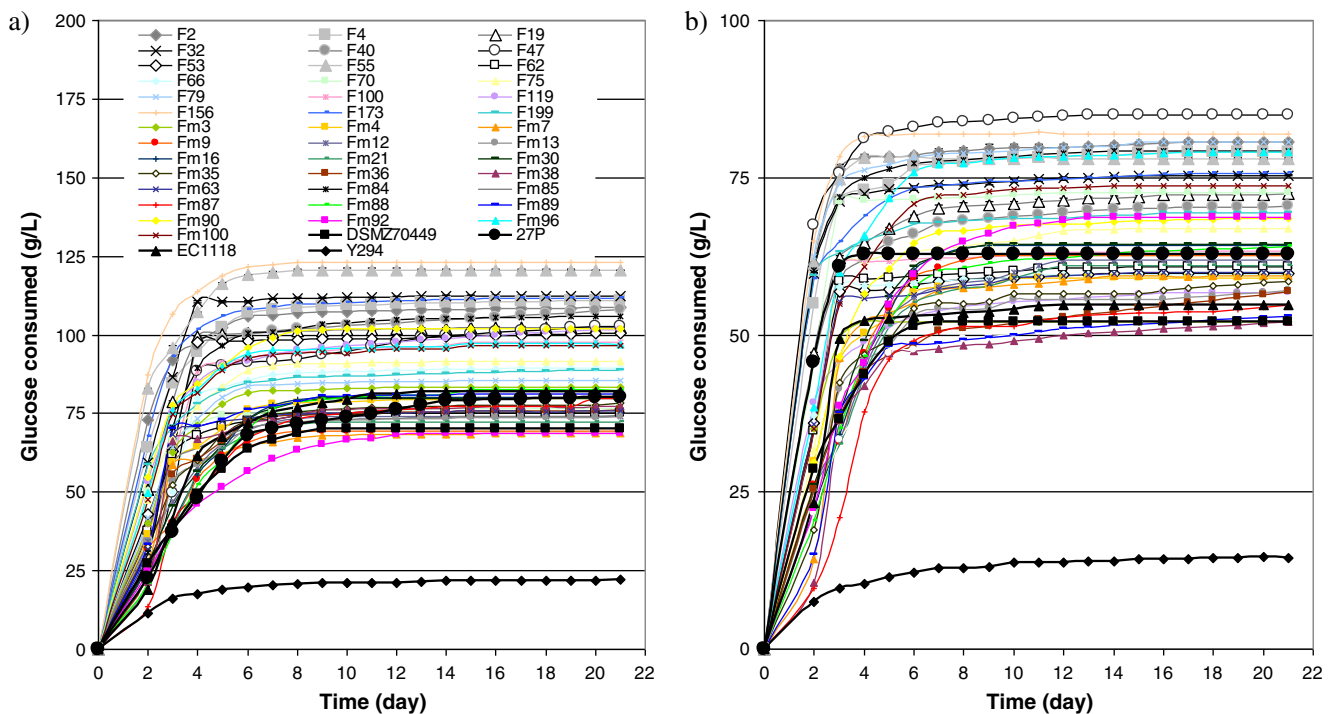 a)
Glucose consumed (g/L)
200
175
150
125
100
75
50
25
0
F2 F4 F19
F32 F40 F47
F53 F55 F62
F66 F70 F75
F79 F100 F119
F156 F173 F199
Fm3 Fm4 Fm7
Fm9 Fm12 Fm13
Fm16 Fm21 Fm30
Fm35 Fm36 Fm38
Fm63 Fm84 Fm85
Fm87 Fm88 Fm89
Fm90 Fm92 Fm96
Fm100 DSMZ70449 27P
EC1118 Y294
0 2 4 6 8 10 12 14 16 18 20 22
Time (day)
b)
Glucose consumed (g/L)
100
75
50
25
0
0 2 4 6 8 10 12 14 16 18 20 22
Time (day)